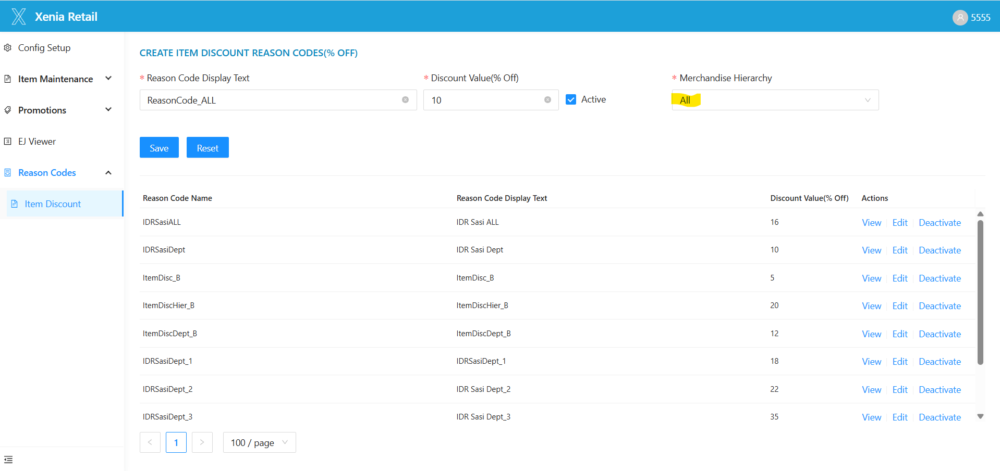 Xenia Retail
5555
Config Setup
Item Maintenance
Promotions
EJ Viewer
Reason Codes
Item Discount
CREATE ITEM DISCOUNT REASON CODES(% OFF)
* Reason Code Display Text * Discount Value(% Off) * Merchandise Hierarchy
ReasonCode_ALL 10 Active All
Save Reset
Reason Code Name Reason Code Display Text Discount Value(% Off) Actions
IDRSasiALL IDR Sasi ALL 16 View Edit Deactivate
IDRSasiDept IDR Sasi Dept 10 View Edit Deactivate
ItemDisc_B ItemDisc_B 5 View Edit Deactivate
ItemDiscHier_B ItemDiscHier_B 20 View Edit Deactivate
ItemDiscDept_B ItemDiscDept_B 12 View Edit Deactivate
IDRSasiDept_1 IDRSasiDept_1 18 View Edit Deactivate
IDRSasiDept_2 IDR Sasi Dept_2 22 View Edit Deactivate
IDRSasiDept_3 IDR Sasi Dept_3 35 View Edit Deactivate
< 1 > 100 / page